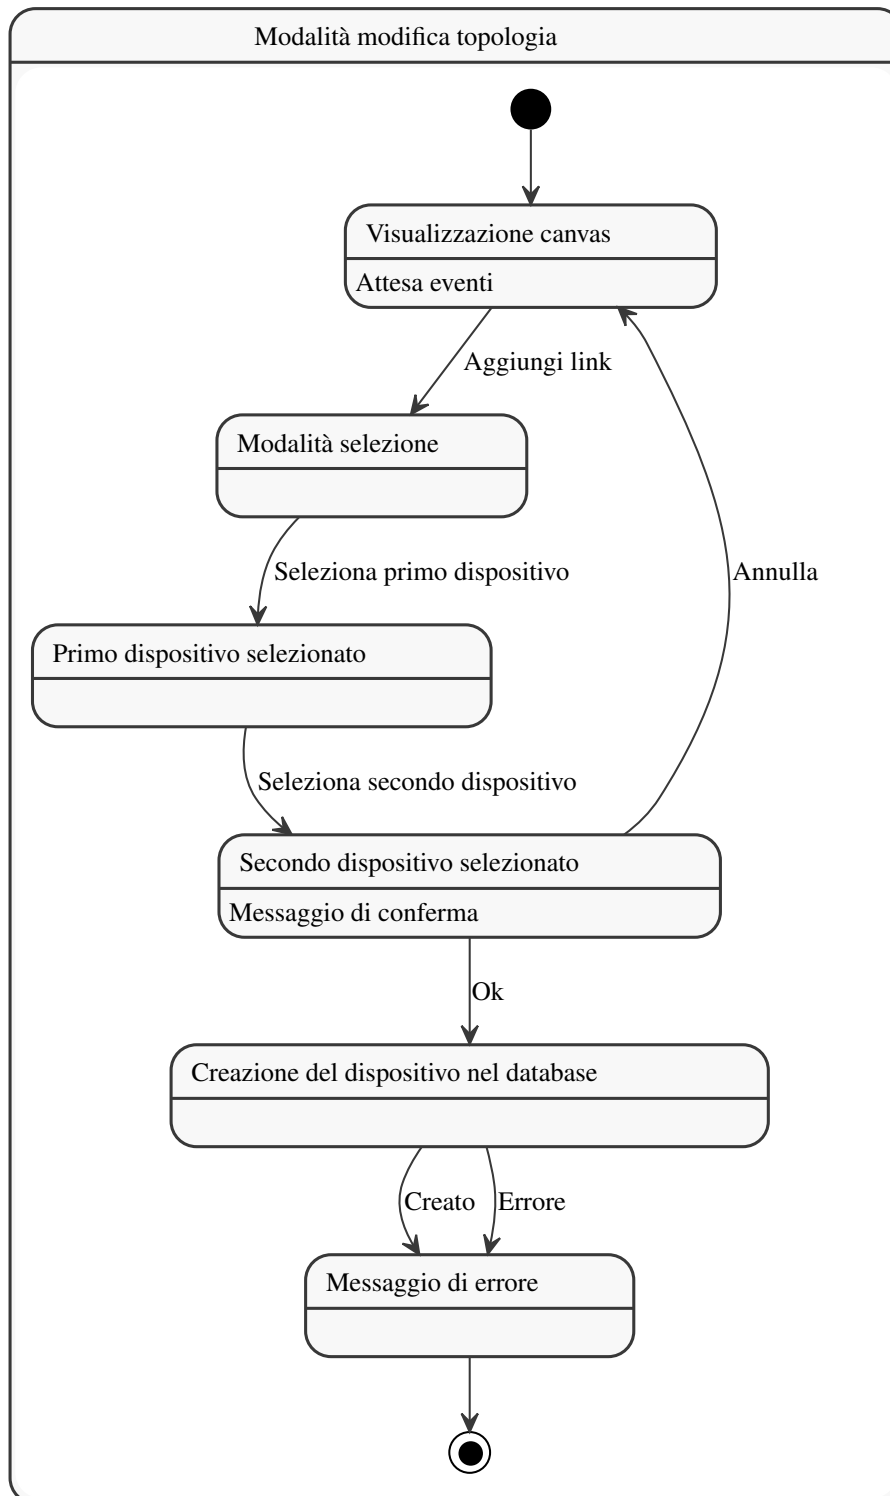 Modalità modifica topologia
Visualizzazione canvas
Attesa eventi
Aggiungi link
Modalità selezione
Seleziona primo dispositivo
Annulla
Primo dispositivo selezionato
Seleziona secondo dispositivo
Secondo dispositivo selezionato
Messaggio di conferma
Ok
Creazione del dispositivo nel database
Creato
Errore
Messaggio di errore